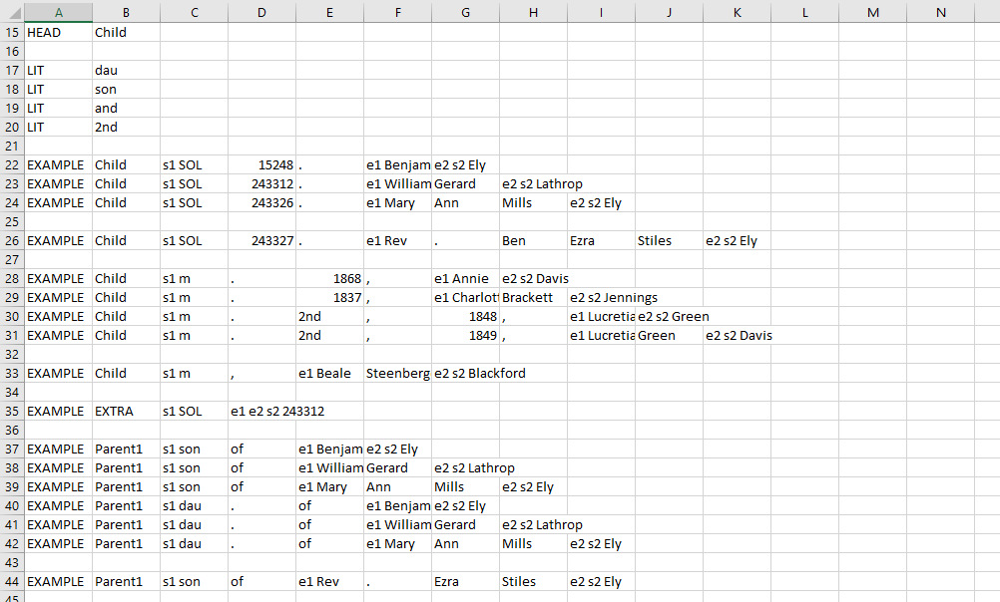 A B C D E F G H I J K L M N
15 HEAD Child
16
17 LIT dau
18 LIT son
19 LIT and
20 LIT 2nd
21
22 EXAMPLE Child s1 SOL 15248 . e1 Benjam e2 s2 Ely
23 EXAMPLE Child s1 SOL 243312 . e1 William Gerard e2 s2 Lathrop
24 EXAMPLE Child s1 SOL 243326 . e1 Mary Ann Mills e2 s2 Ely
25
26 EXAMPLE Child s1 SOL 243327 . e1 Rev . Ben Ezra Stiles e2 s2 Ely
27
28 EXAMPLE Child s1 m . 1868 , e1 Annie e2 s2 Davis
29 EXAMPLE Child s1 m . 1837 , e1 Charlott Brackett e2 s2 Jennings
30 EXAMPLE Child s1 m . 2nd , 1848 , e1 Lucretia e2 s2 Green
31 EXAMPLE Child s1 m . 2nd , 1849 , e1 Lucretia Green e2 s2 Davis
32
33 EXAMPLE Child s1 m , e1 Beale Steenberg e2 s2 Blackford
34
35 EXAMPLE EXTRA s1 SOL e1 e2 s2 243312
36
37 EXAMPLE Parent1 s1 son of e1 Benjam e2 s2 Ely
38 EXAMPLE Parent1 s1 son of e1 William Gerard e2 s2 Lathrop
39 EXAMPLE Parent1 s1 son of e1 Mary Ann Mills e2 s2 Ely
40 EXAMPLE Parent1 s1 dau . of e1 Benjam e2 s2 Ely
41 EXAMPLE Parent1 s1 dau . of e1 William Gerard e2 s2 Lathrop
42 EXAMPLE Parent1 s1 dau . of e1 Mary Ann Mills e2 s2 Ely
43
44 EXAMPLE Parent1 s1 son of e1 Rev . Ezra Stiles e2 s2 Ely
45